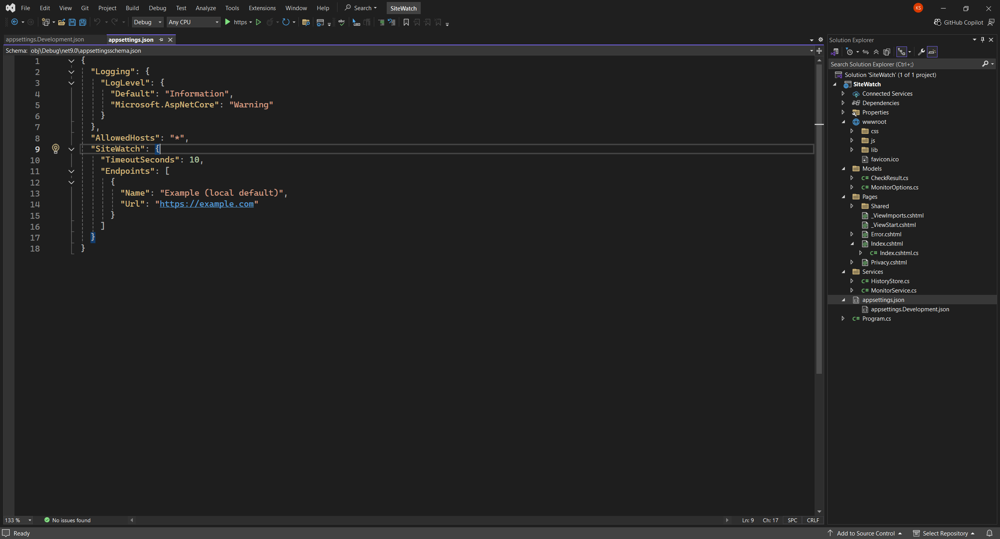 File Edit View Git Project Build Debug Test Analyze Tools Extensions Window Help Search SiteWatch KS
Debug Any CPU https GitHub Copilot
appsettings.Development.json appsettings.json
Schema: obj\Debug\net9.0\appsettingsschema.json
1 {
2 "Logging": {
3 "LogLevel": {
4 "Default": "Information",
5 "Microsoft.AspNetCore": "Warning"
6 }
7 },
8 "AllowedHosts": "*",
9 "SiteWatch": {
10 "TimeoutSeconds": 10,
11 "Endpoints": [
12 {
13 "Name": "Example (local default)",
14 "Url": "https://example.com"
15 }
16 ]
17 }
18 }
133 % No issues found Ln: 9 Ch: 17 SPC CRLF
Solution Explorer
Search Solution Explorer (Ctrl+;)
Solution 'SiteWatch' (1 of 1 project)
SiteWatch
Connected Services
Dependencies
Properties
wwwroot
css
js
lib
favicon.ico
Models
C# CheckResult.cs
C# MonitorOptions.cs
Pages
Shared
_ViewImports.cshtml
_ViewStart.cshtml
Error.cshtml
Index.cshtml
C# Index.cshtml.cs
Privacy.cshtml
Services
C# HistoryStore.cs
C# MonitorService.cs
appsettings.json
appsettings.Development.json
C# Program.cs
Ready Add to Source Control Select Repository